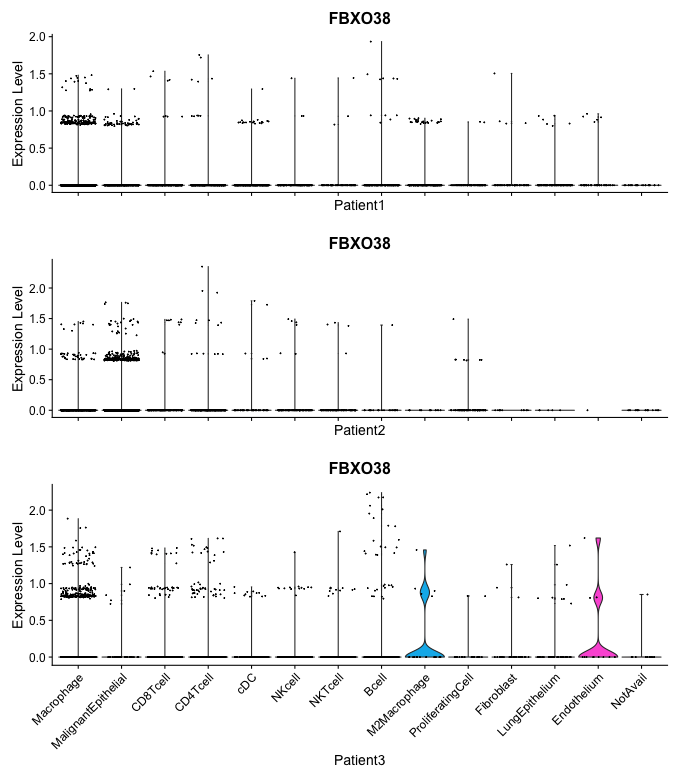 FBXO38
Expression Level
2.0
1.5
1.0
0.5
0.0
Patient1
FBXO38
Expression Level
2.0
1.5
1.0
0.5
0.0
Patient2
FBXO38
Expression Level
2.0
1.5
1.0
0.5
0.0
Macrophage
MalignantEpithelial
CD8Tcell
CD4Tcell
cDC
NKcell
NKTcell
Bcell
M2Macrophage
ProliferatingCell
Fibroblast
LungEpithelium
Endothelium
NotAvail
Patient3